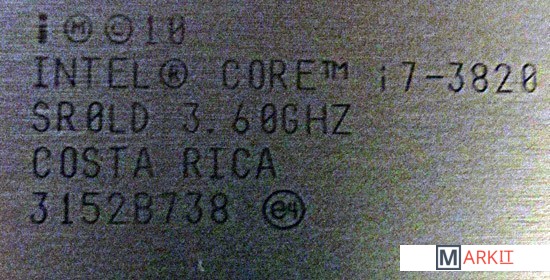 i Ⓜ Ⓒ 10
INTEL® CORE™ i7-3820
SR0LD 3.60GHZ
COSTA RICA
3152B738 e4
MARKIT